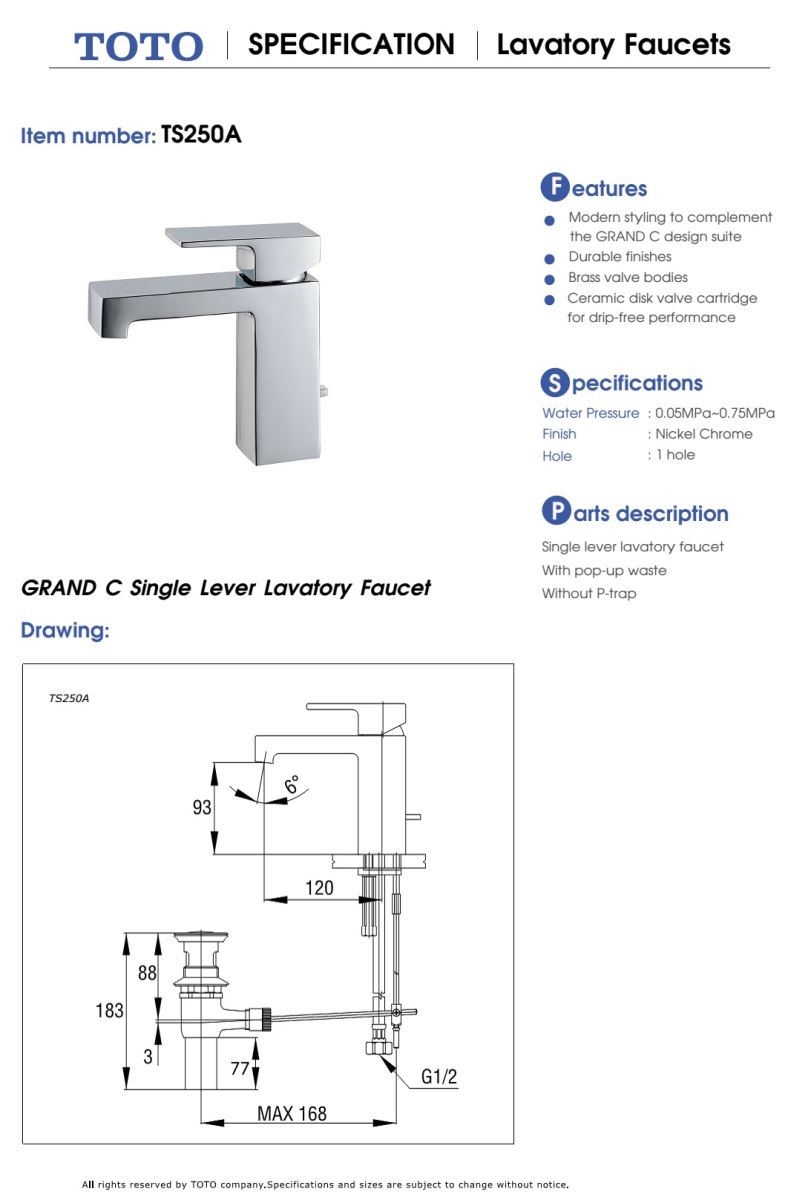 TOTO | SPECIFICATION | Lavatory Faucets
Item number: TS250A
Features
Modern styling to complement
the GRAND C design suite
Durable finishes
Brass valve bodies
Ceramic disk valve cartridge
for drip-free performance
Specifications
Water Pressure : 0.05MPa~0.75MPa
Finish : Nickel Chrome
Hole : 1 hole
Parts description
Single lever lavatory faucet
With pop-up waste
Without P-trap
GRAND C Single Lever Lavatory Faucet
Drawing:
TS250A
6°
93
120
88
183
3
77
G1/2
MAX 168
All rights reserved by TOTO company.Specifications and sizes are subject to change without notice.